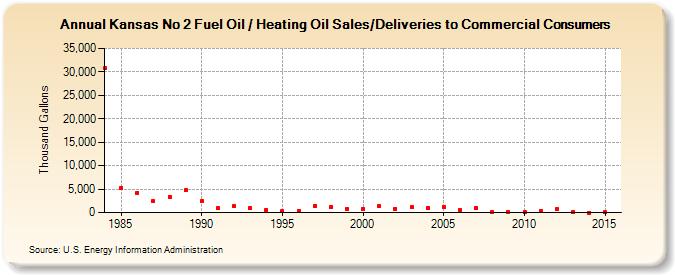 Annual Kansas No 2 Fuel Oil / Heating Oil Sales/Deliveries to Commercial Consumers
Thousand Gallons
35,000
30,000
25,000
20,000
15,000
10,000
5,000
0
1985 1990 1995 2000 2005 2010 2015
Source: U.S. Energy Information Administration